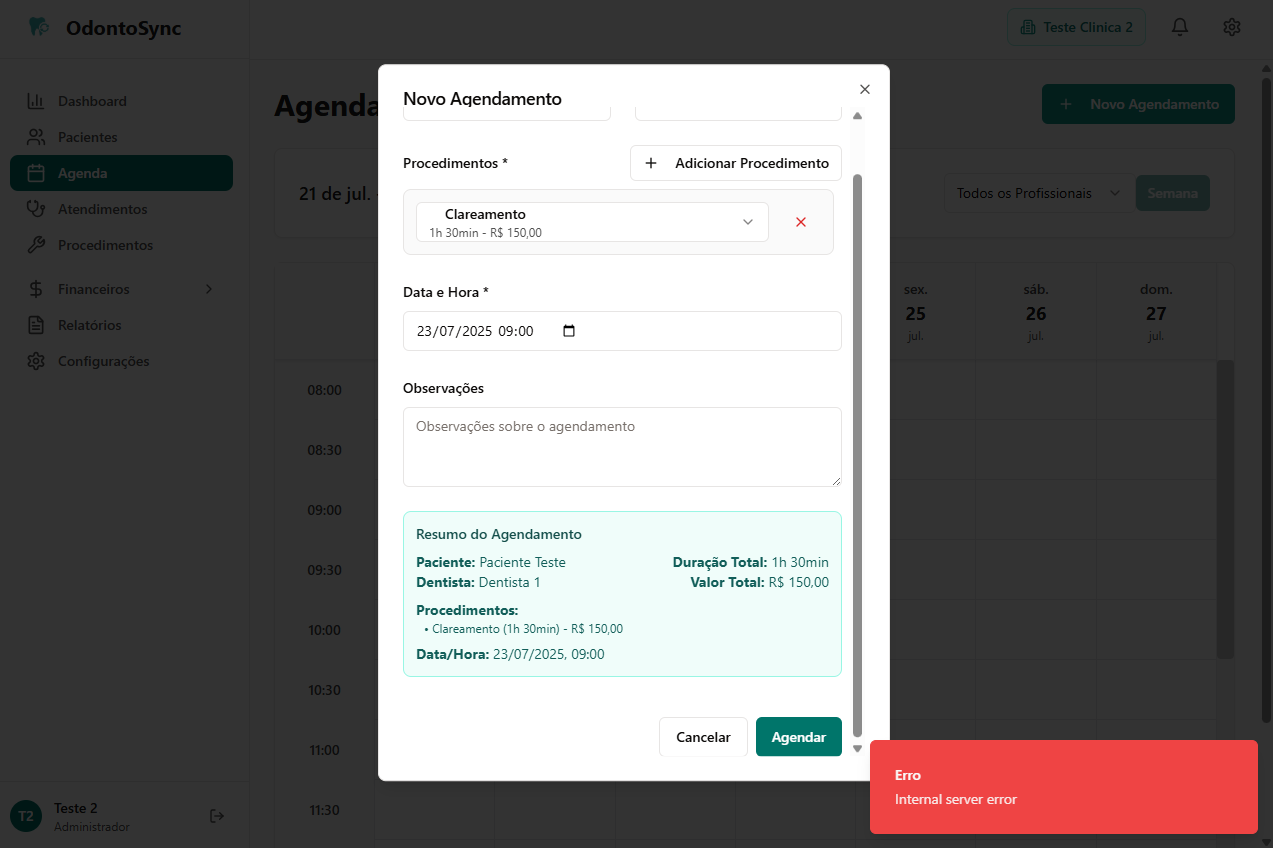 OdontoSync
Teste Clinica 2
Dashboard
Pacientes
Agenda
Atendimentos
Procedimentos
Financeiros
Relatórios
Configurações
T2
Teste 2
Administrador
Agenda
Novo Agendamento
21 de jul.
Todos os Profissionais
Semana
sex.
25
jul.
sáb.
26
jul.
dom.
27
jul.
08:00
08:30
09:00
09:30
10:00
10:30
11:00
11:30
Novo Agendamento
Procedimentos *
Adicionar Procedimento
Clareamento
1h 30min - R$ 150,00
Data e Hora *
23/07/2025 09:00
Observações
Observações sobre o agendamento
Resumo do Agendamento
Paciente: Paciente Teste
Duração Total: 1h 30min
Dentista: Dentista 1
Valor Total: R$ 150,00
Procedimentos:
• Clareamento (1h 30min) - R$ 150,00
Data/Hora: 23/07/2025, 09:00
Cancelar
Agendar
Erro
Internal server error